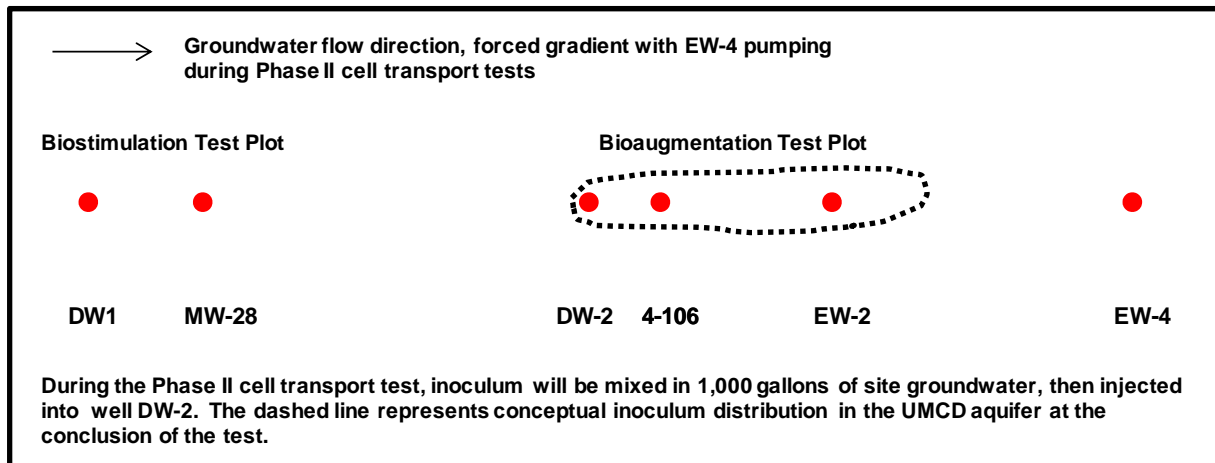 Groundwater flow direction, forced gradient with EW-4 pumping
during Phase II cell transport tests
Biostimulation Test Plot
Bioaugmentation Test Plot
DW1
MW-28
DW-2
4-106
EW-2
EW-4
During the Phase II cell transport test, inoculum will be mixed in 1,000 gallons of site groundwater, then injected
into well DW-2. The dashed line represents conceptual inoculum distribution in the UMCD aquifer at the
conclusion of the test.